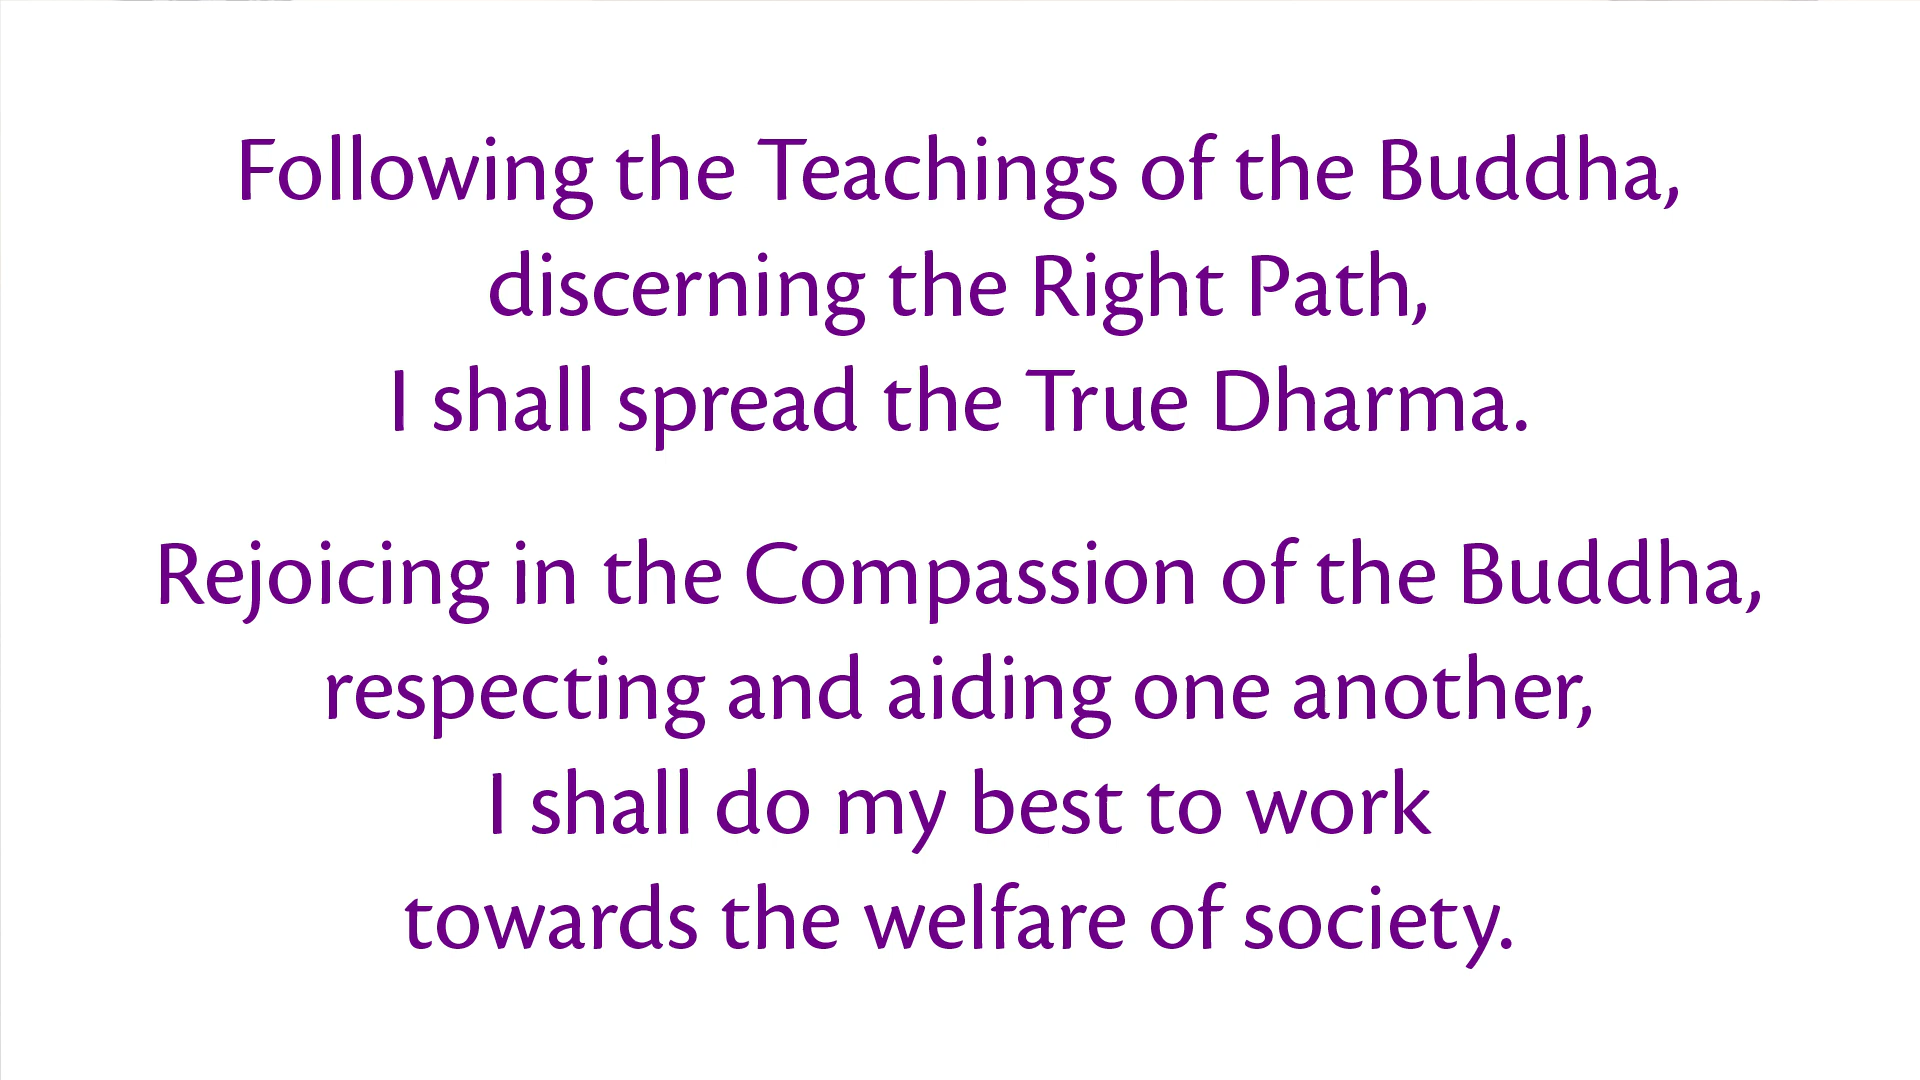 Following the Teachings of the Buddha,
discerning the Right Path,
I shall spread the True Dharma.
Rejoicing in the Compassion of the Buddha,
respecting and aiding one another,
I shall do my best to work
towards the welfare of society.